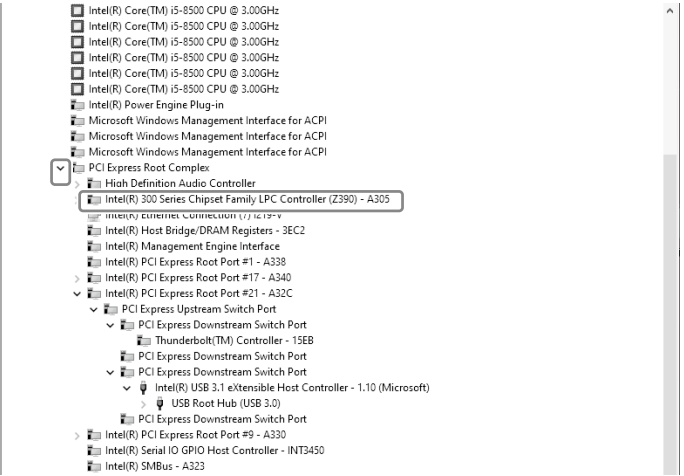 Intel(R) Core(TM) i5-8500 CPU @ 3.00GHz
Intel(R) Core(TM) i5-8500 CPU @ 3.00GHz
Intel(R) Core(TM) i5-8500 CPU @ 3.00GHz
Intel(R) Core(TM) i5-8500 CPU @ 3.00GHz
Intel(R) Core(TM) i5-8500 CPU @ 3.00GHz
Intel(R) Core(TM) i5-8500 CPU @ 3.00GHz
Intel(R) Power Engine Plug-in
Microsoft Windows Management Interface for ACPI
Microsoft Windows Management Interface for ACPI
Microsoft Windows Management Interface for ACPI
PCI Express Root Complex
High Definition Audio Controller
Intel(R) 300 Series Chipset Family LPC Controller (Z390) - A305
Intel(R) Ethernet Connection (7) I219-V
Intel(R) Host Bridge/DRAM Registers - 3EC2
Intel(R) Management Engine Interface
Intel(R) PCI Express Root Port #1 - A338
Intel(R) PCI Express Root Port #17 - A340
Intel(R) PCI Express Root Port #21 - A32C
PCI Express Upstream Switch Port
PCI Express Downstream Switch Port
Thunderbolt(TM) Controller - 15EB
PCI Express Downstream Switch Port
PCI Express Downstream Switch Port
Intel(R) USB 3.1 eXtensible Host Controller - 1.10 (Microsoft)
USB Root Hub (USB 3.0)
PCI Express Downstream Switch Port
Intel(R) PCI Express Root Port #9 - A330
Intel(R) Serial IO GPIO Host Controller - INT3450
Intel(R) SMBus - A323